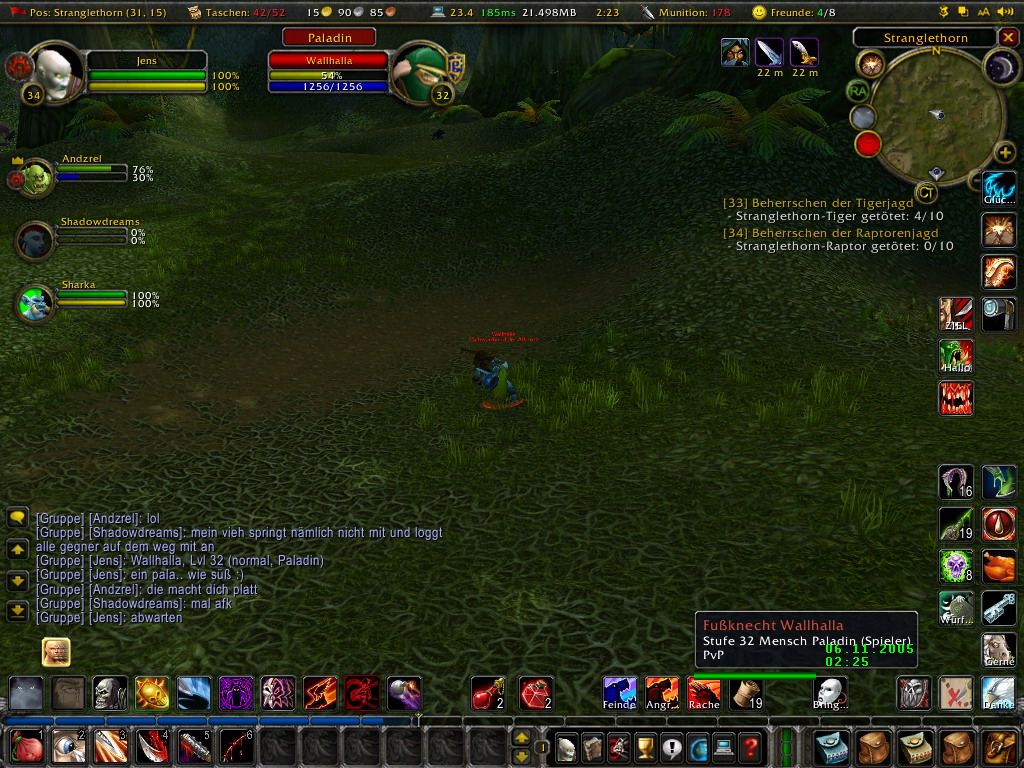 Pos: Stranglethorn (31, 15)
Taschen: 42/52
15 90 85
23.4 185ms 21.498MB
2:23
Munition: 178
Freunde: 4/8
Jens
100%
100%
34
Paladin
Wallhalla
54%
1256/1256
32
22 m 22 m
Stranglethorn
N
RA
CT
Andzrel
76%
30%
Shadowdreams
0%
0%
Sharka
100%
100%
[33] Beherrschen der Tigerjagd
- Stranglethorn-Tiger getötet: 4/10
[34] Beherrschen der Raptorenjagd
- Stranglethorn-Raptor getötet: 0/10
Wallhalla
Hallo
16
19
8
Würf...
Gerne
[Gruppe] [Andzrel]: lol
[Gruppe] [Shadowdreams]: mein vieh springt nämlich nicht mit und loggt
alle gegner auf dem weg mit an
[Gruppe] [Jens]: Wallhalla, Lvl 32 (normal, Paladin)
[Gruppe] [Jens]: ein pala.. wie süß :)
[Gruppe] [Andzrel]: die macht dich platt
[Gruppe] [Shadowdreams]: mal afk
[Gruppe] [Jens]: abwarten
Fußknecht Wallhalla
Stufe 32 Mensch Paladin (Spieler)
PvP
06.11.2005
02:25
2
2
Feinde
Angr...
Rache
19
Bring...
Danke
1 2 3 4 5 6
1